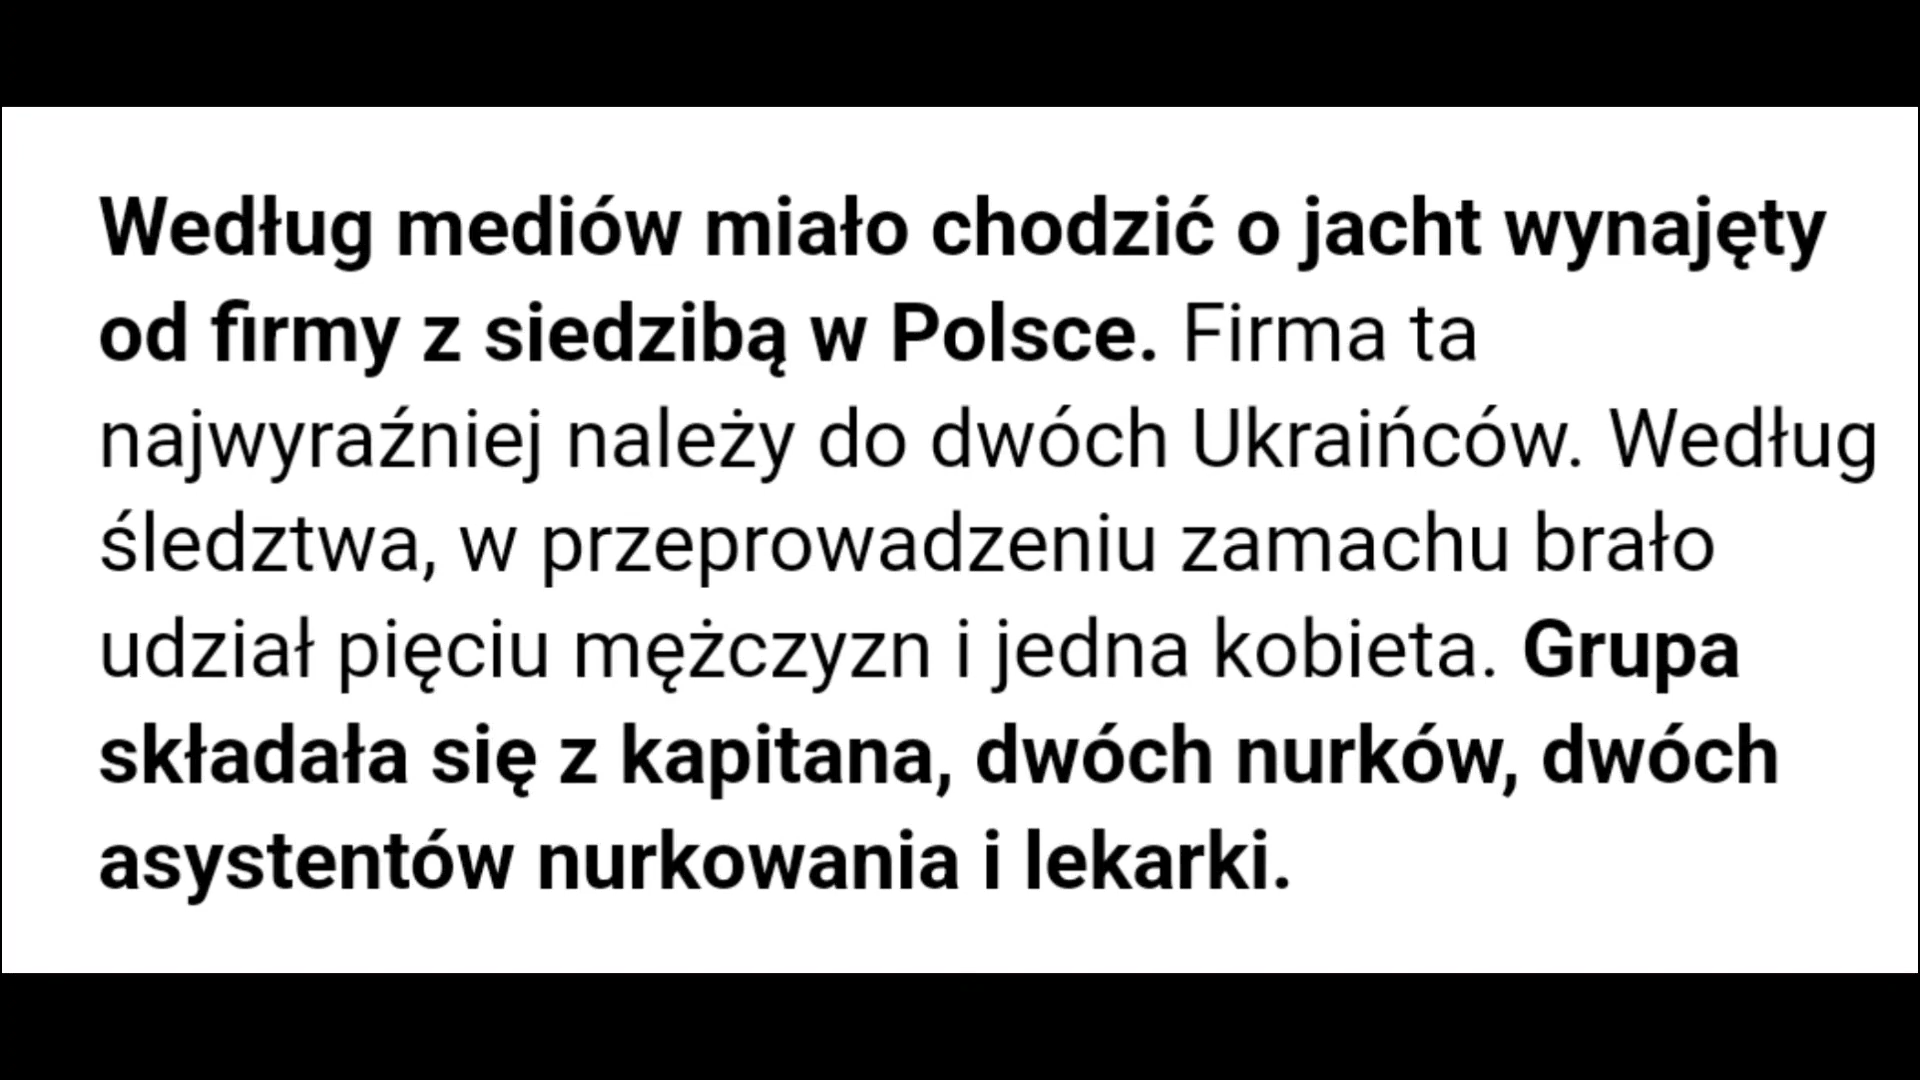 Według mediów miało chodzić o jacht wynajęty
od firmy z siedzibą w Polsce. Firma ta
najwyraźniej należy do dwóch Ukraińców. Według
śledztwa, w przeprowadzeniu zamachu brało
udział pięciu mężczyzn i jedna kobieta. Grupa
składała się z kapitana, dwóch nurków, dwóch
asystentów nurkowania i lekarki.